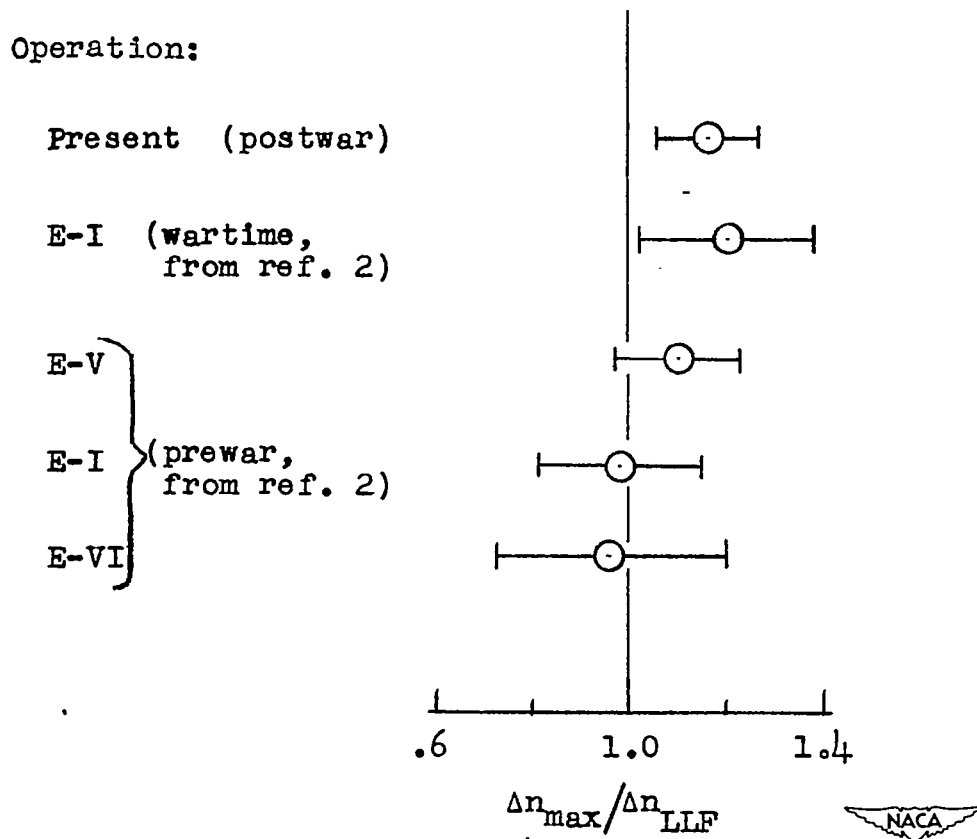 Operation:
Present (postwar)
E-I (wartime,
from ref. 2)
E-V
E-I (prewar,
from ref. 2)
E-VI
.6 1.0 1.4
Δn_max/Δn_LLF
NACA